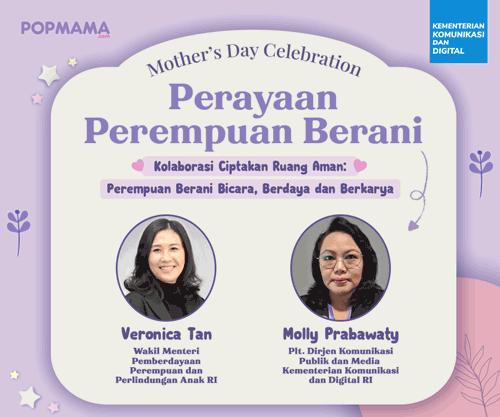 POPMAMA
.com
KEMENTERIAN
KOMUNIKASI
DAN
DIGITAL
Mother's Day Celebration
Perayaan
Perempuan Berani
Kolaborasi Ciptakan Ruang Aman:
Perempuan Berani Bicara, Berdaya dan Berkarya
Veronica Tan
Wakil Menteri
Pemberdayaan
Perempuan dan
Perlindungan Anak RI
Molly Prabawaty
Plt. Dirjen Komunikasi
Publik dan Media
Kementerian Komunikasi
dan Digital RI